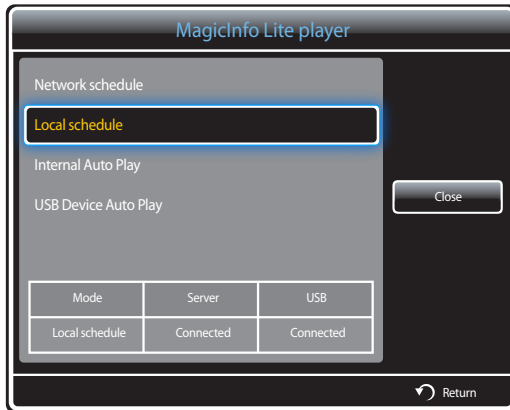 MagicInfo Lite player
Network schedule
Local schedule
Internal Auto Play
USB Device Auto Play
Close
Mode Server USB
Local schedule Connected Connected
Return